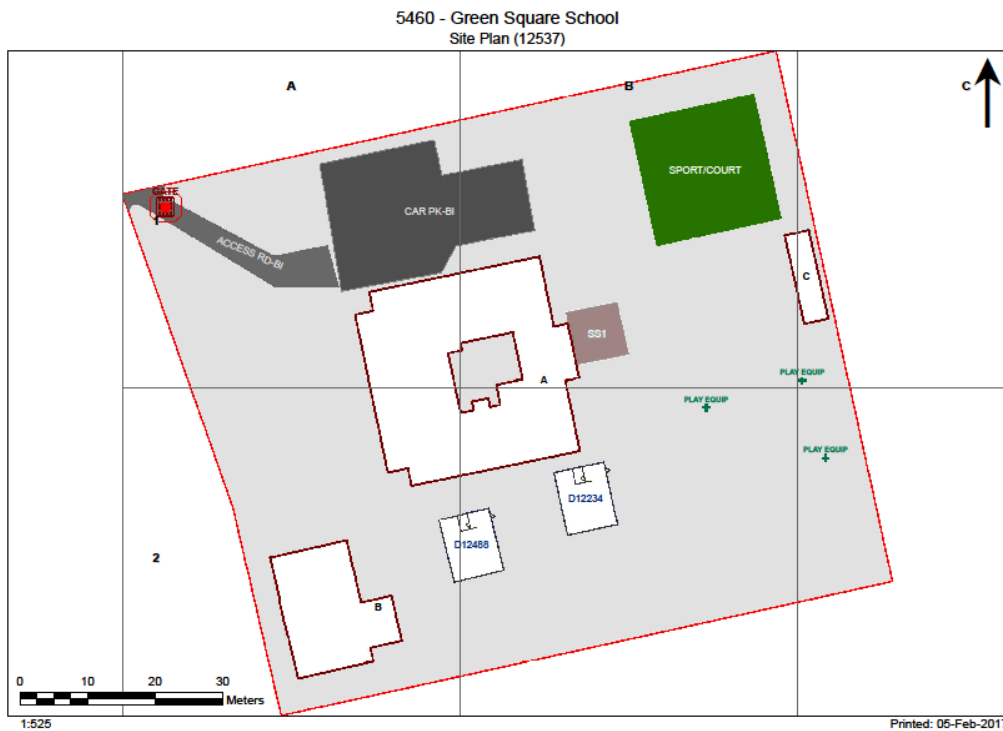 5460 - Green Square School
Site Plan (12537)
A
B
C
SPORT/COURT
GATE
1
CAR PK-BI
ACCESS RD-BI
C
SS1
A
PLAY EQUIP
PLAY EQUIP
PLAY EQUIP
D12234
D12488
2
B
0 10 20 30
Meters
1:525
Printed: 05-Feb-2017